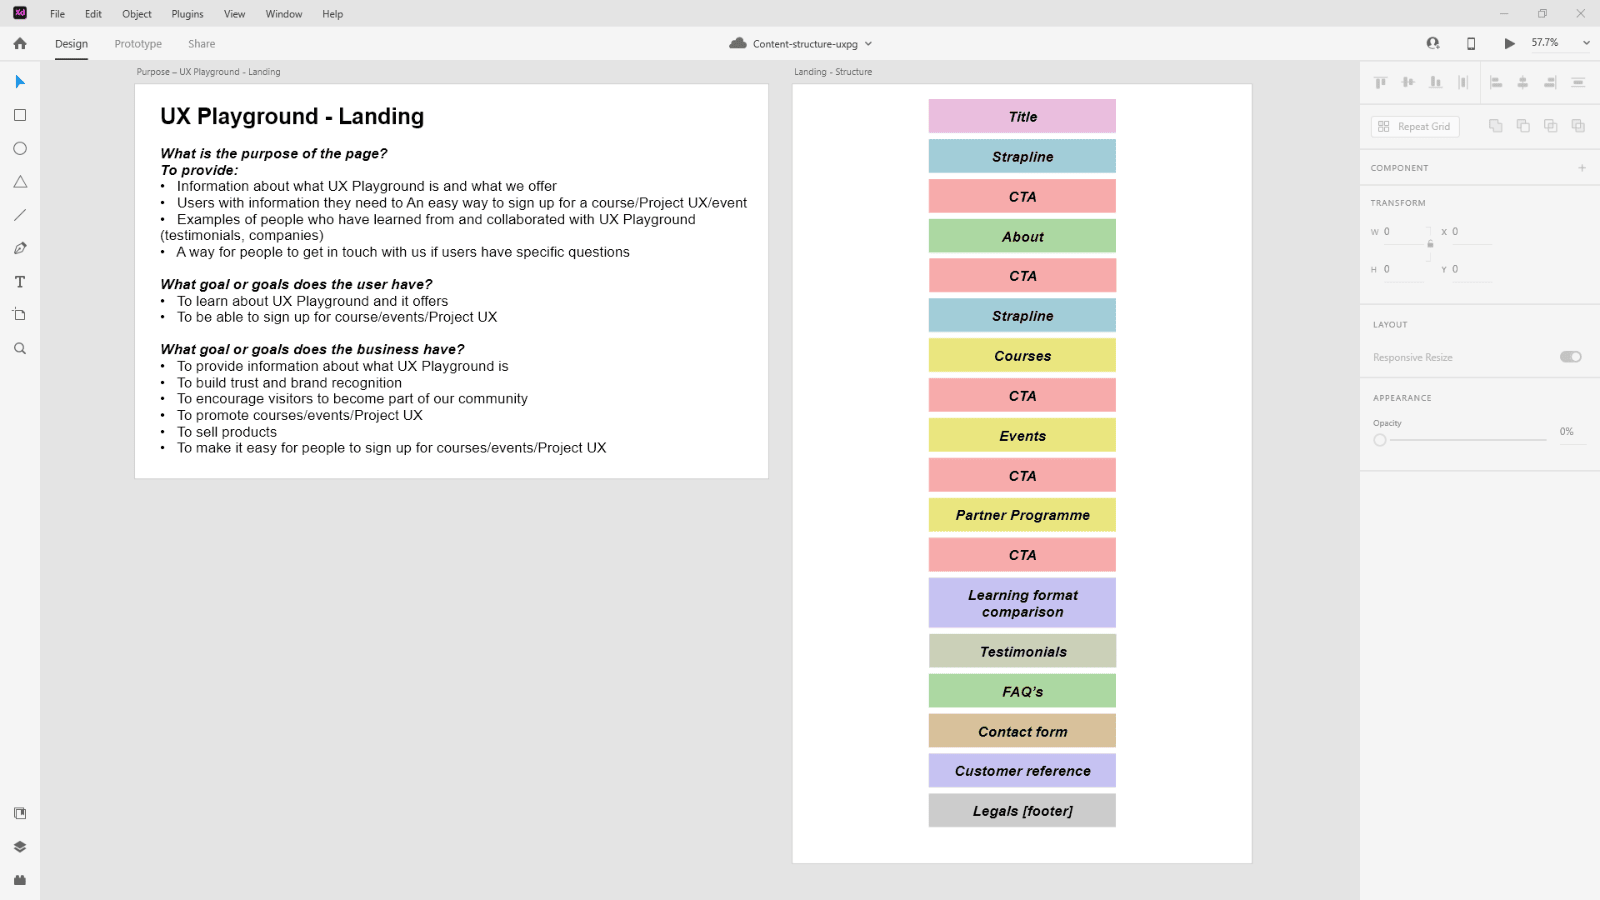 Xd
File Edit Object Plugins View Window Help
Design Prototype Share
Content-structure-uxpg
57.7%
Purpose – UX Playground - Landing
UX Playground - Landing
What is the purpose of the page?
To provide:
• Information about what UX Playground is and what we offer
• Users with information they need to An easy way to sign up for a course/Project UX/event
• Examples of people who have learned from and collaborated with UX Playground
(testimonials, companies)
• A way for people to get in touch with us if users have specific questions
What goal or goals does the user have?
• To learn about UX Playground and it offers
• To be able to sign up for course/events/Project UX
What goal or goals does the business have?
• To provide information about what UX Playground is
• To build trust and brand recognition
• To encourage visitors to become part of our community
• To promote courses/events/Project UX
• To sell products
• To make it easy for people to sign up for courses/events/Project UX
Landing - Structure
Title
Strapline
CTA
About
CTA
Strapline
Courses
CTA
Events
CTA
Partner Programme
CTA
Learning format
comparison
Testimonials
FAQ's
Contact form
Customer reference
Legals [footer]
Repeat Grid
COMPONENT
TRANSFORM
W 0 X 0
H 0 Y 0
LAYOUT
Responsive Resize
APPEARANCE
Opacity
0%